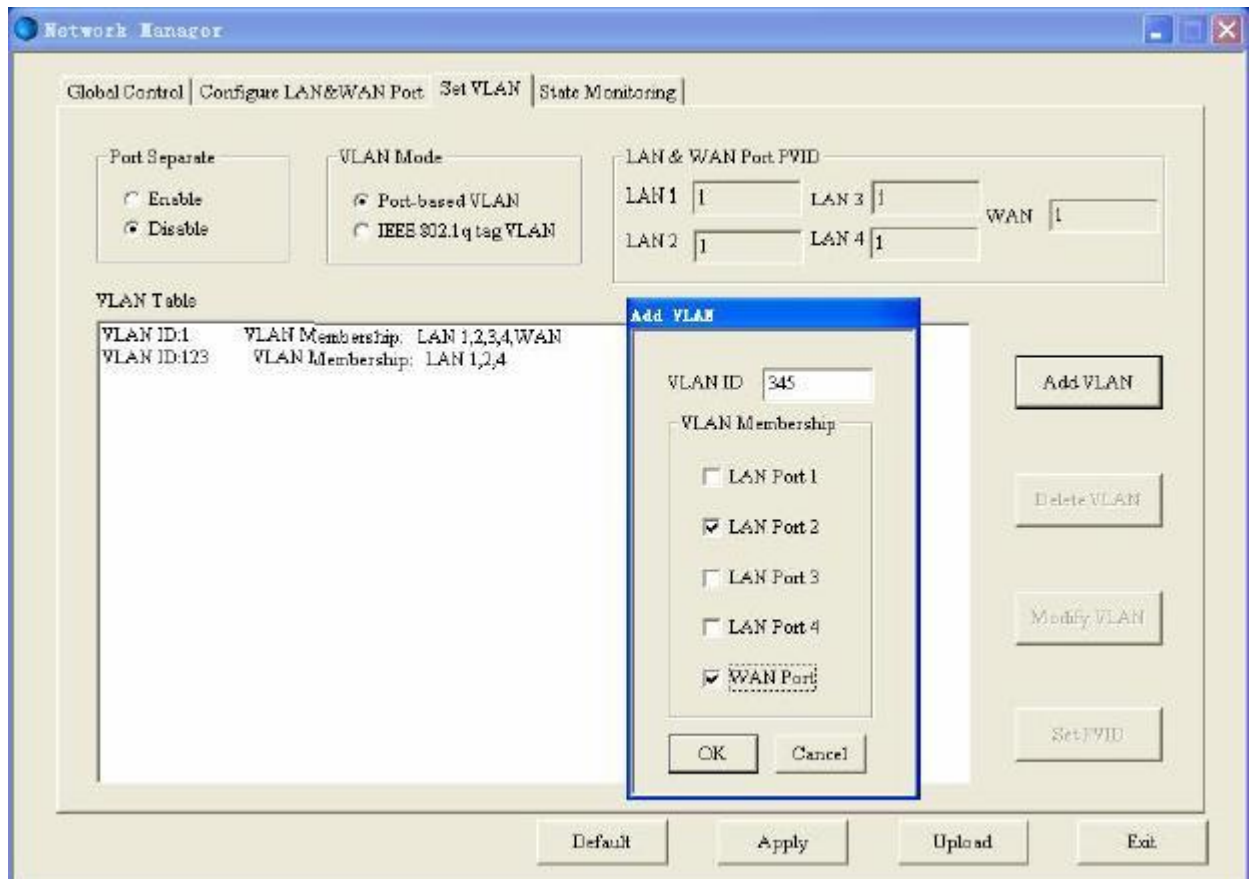 Network Manager
Global Control
Configure LAN&WAN Port
Set VLAN
State Monitoring
Port Separate
Enable
Disable
VLAN Mode
Port-based VLAN
IEEE 802.1q tag VLAN
LAN & WAN Port PVID
LAN 1 1
LAN 3 1
WAN 1
LAN 2 1
LAN 4 1
VLAN Table
VLAN ID:1 VLAN Membership: LAN 1,2,3,4,WAN
VLAN ID:123 VLAN Membership: LAN 1,2,4
Add VLAN
VLAN ID 345
VLAN Membership
LAN Port 1
LAN Port 2
LAN Port 3
LAN Port 4
WAN Port
OK Cancel
Add VLAN
Delete VLAN
Modify VLAN
Set PVID
Default Apply Upload Exit